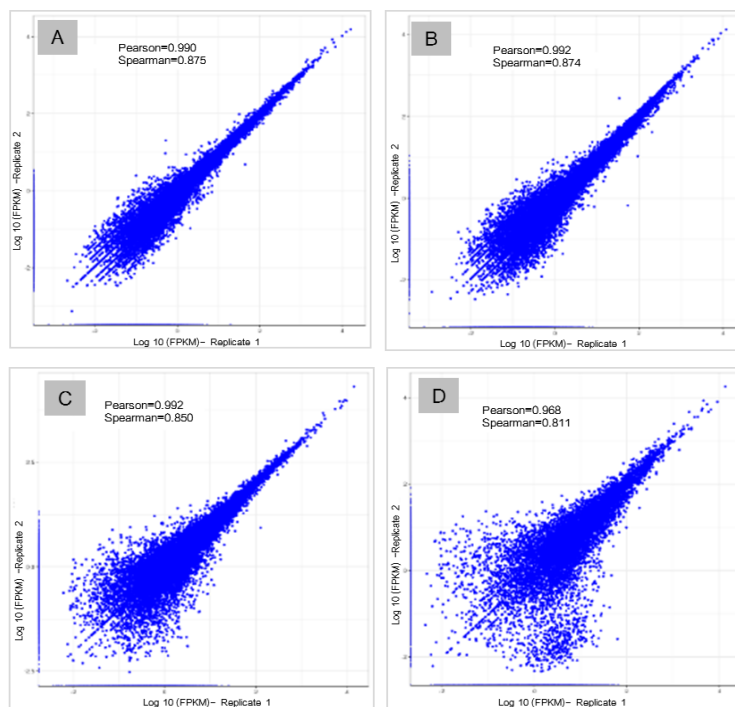 A
Pearson=0.990
Spearman=0.875
Log 10 (FPKM) -Replicate 2
Log 10 (FPKM)- Replicate 1
B
Pearson=0.992
Spearman=0.874
Log 10 (FPKM) -Replicate 2
Log 10 (FPKM)- Replicate 1
C
Pearson=0.992
Spearman=0.850
Log 10 (FPKM) -Replicate 2
Log 10 (FPKM)- Replicate 1
D
Pearson=0.968
Spearman=0.811
Log 10 (FPKM) -Replicate 2
Log 10 (FPKM)- Replicate 1